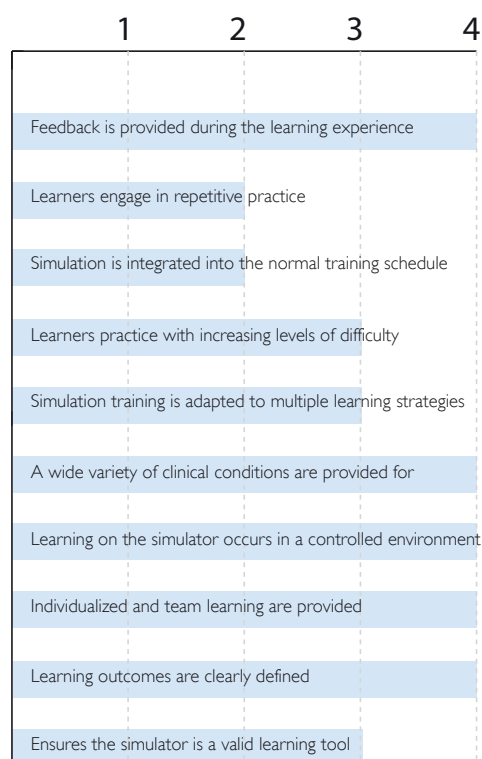 1 2 3 4
Feedback is provided during the learning experience
Learners engage in repetitive practice
Simulation is integrated into the normal training schedule
Learners practice with increasing levels of difficulty
Simulation training is adapted to multiple learning strategies
A wide variety of clinical conditions are provided for
Learning on the simulator occurs in a controlled environment
Individualized and team learning are provided
Learning outcomes are clearly defined
Ensures the simulator is a valid learning tool